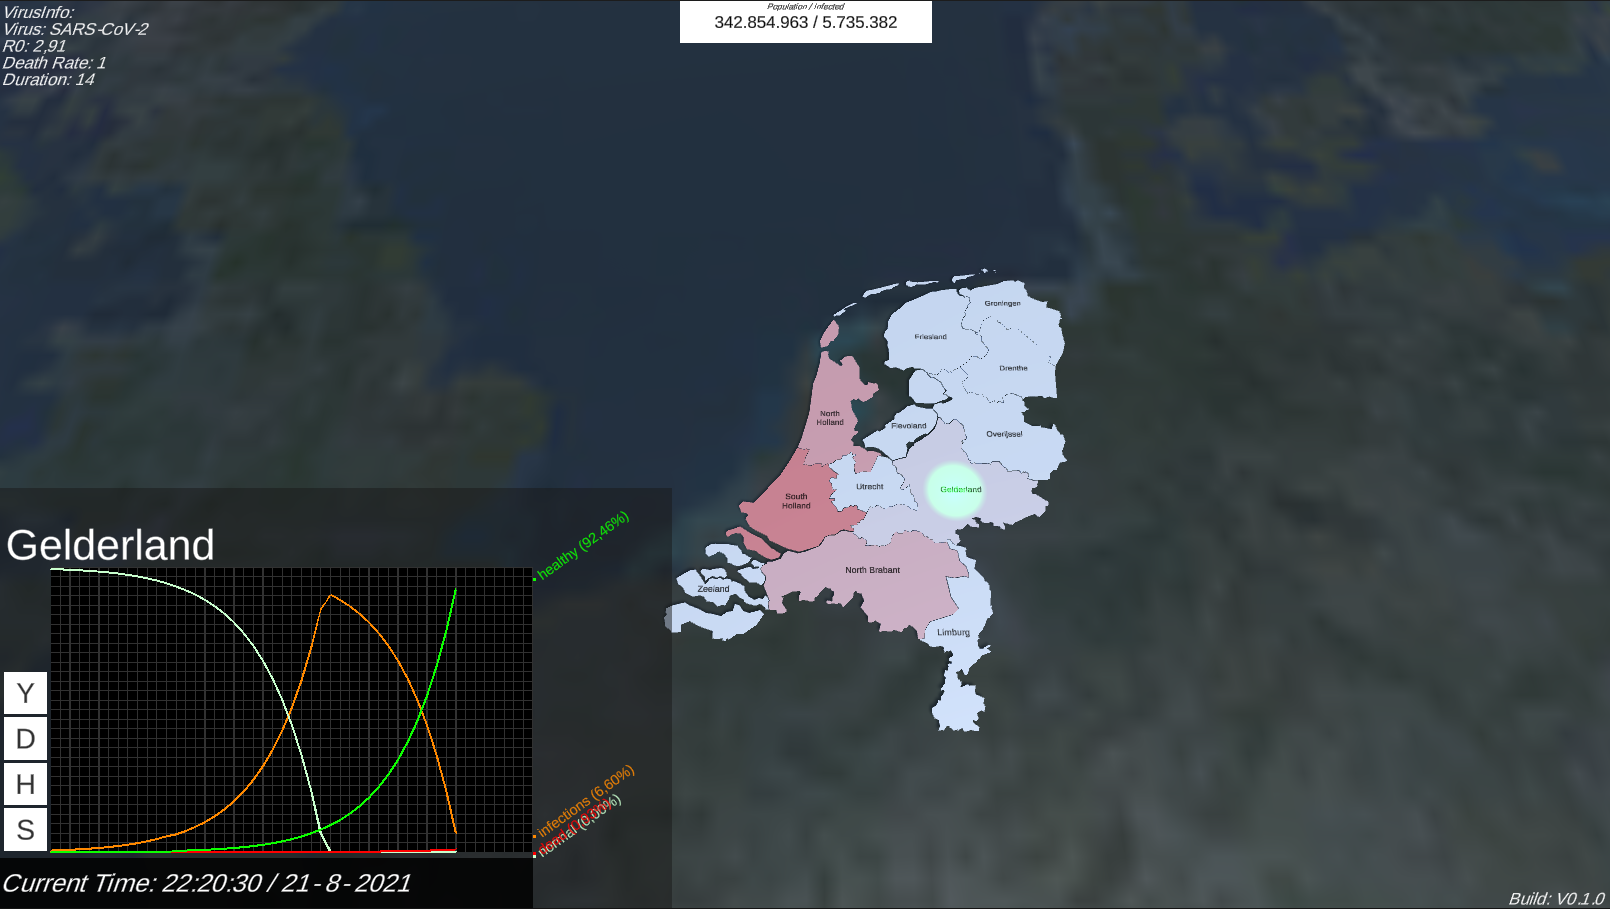 VirusInfo:
Virus: SARS-CoV-2
R0: 2,91
Death Rate: 1
Duration: 14
Population / infected
342.854.963 / 5.735.382
Groningen
Friesland
Drenthe
North
Holland
Flevoland
Overijssel
Utrecht
Gelderland
South
Holland
North Brabant
Zeeland
Limburg
Gelderland
healthy (92,46%)
infections (6,60%)
normal (0,00%)
Y
D
H
S
Current Time: 22:20:30 / 21-8-2021
Build: V0.1.0